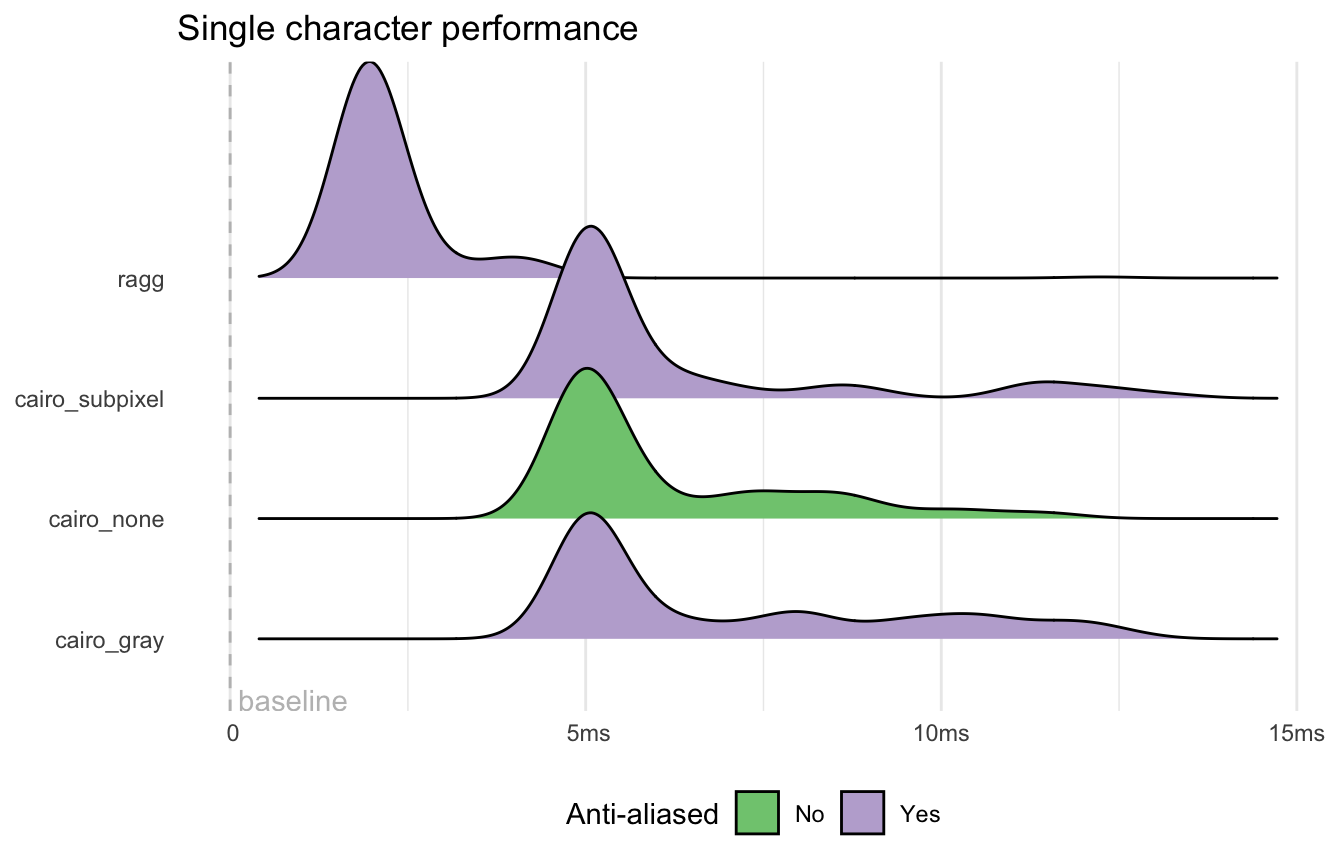 Single character performance
ragg
cairo_subpixel
cairo_none
cairo_gray
baseline
0 5ms 10ms 15ms
Anti-aliased No Yes